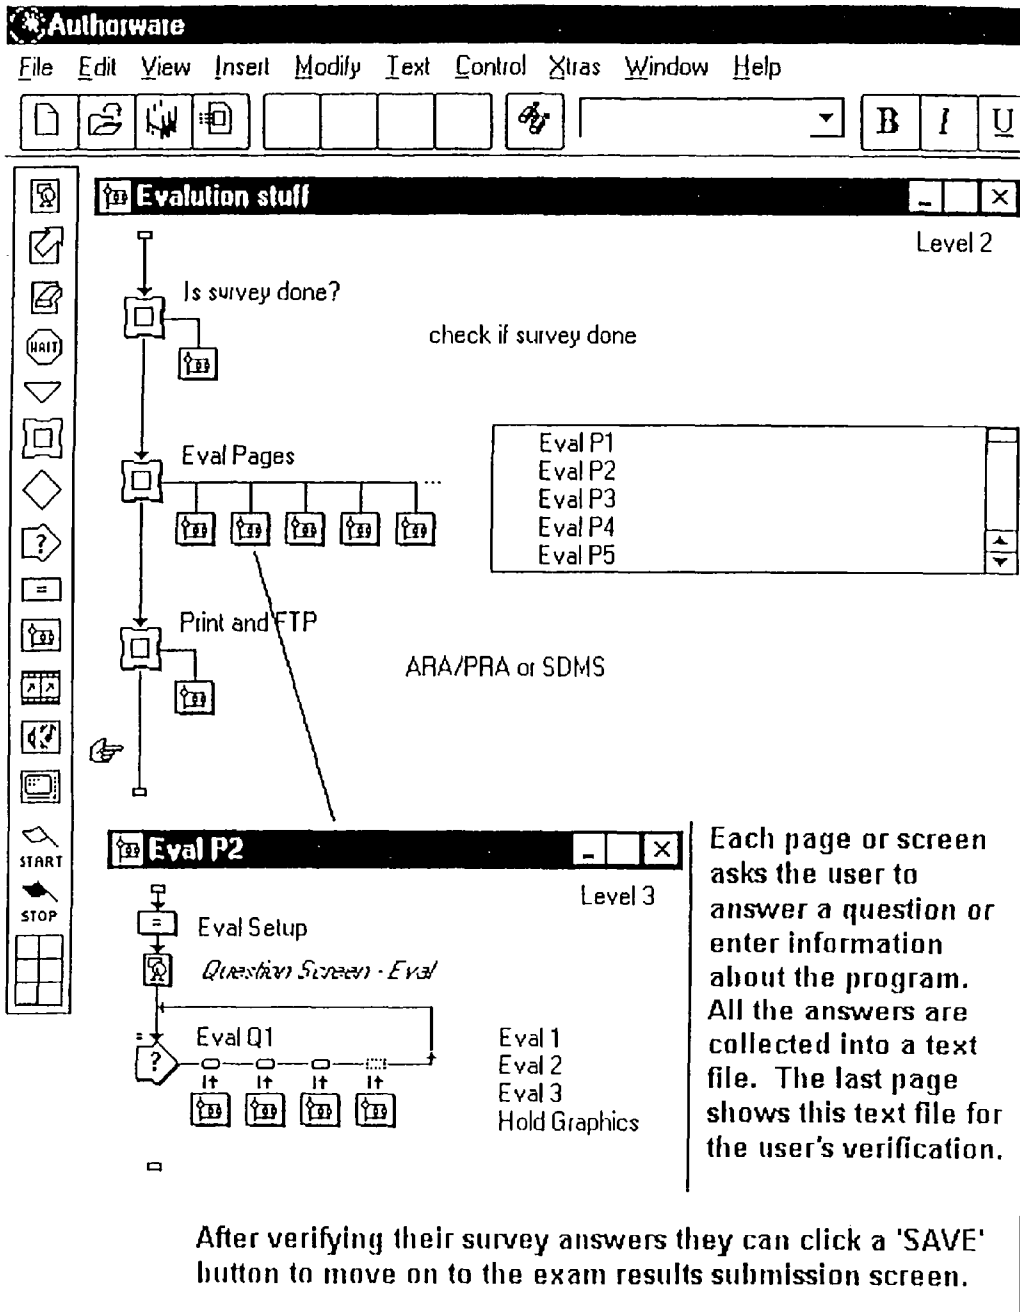 Authorware
File Edit View Insert Modify Text Control Xtras Window Help
B I U
Evalution stuff
Level 2
Is survey done?
check if survey done
WAIT
Eval Pages
...
Eval P1
Eval P2
Eval P3
Eval P4
Eval P5
?
=
Print and FTP
ARA/PRA or SDMS
START
STOP
Eval P2
Level 3
=
Eval Setup
Question Screen - Eval
=
?
Eval Q1
Eval 1
Eval 2
Eval 3
Hold Graphics
Each page or screen
asks the user to
answer a question or
enter information
about the program.
All the answers are
collected into a text
file. The last page
shows this text file for
the user's verification.
After verifying their survey answers they can click a 'SAVE'
button to move on to the exam results submission screen.